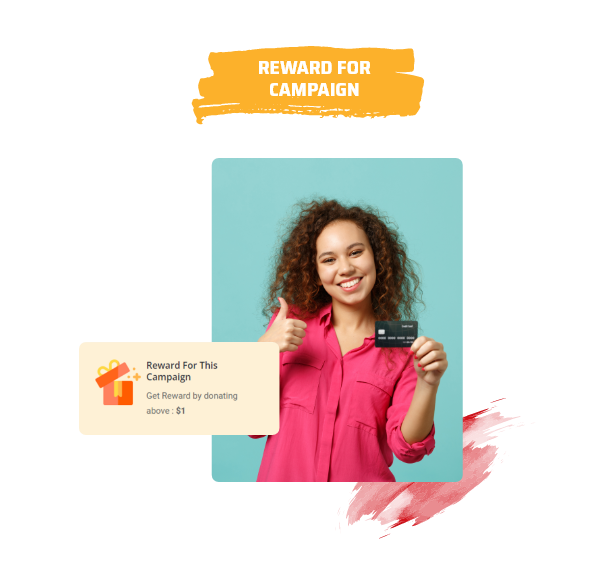 REWARD FOR
CAMPAIGN
Reward For This
Campaign
Get Reward by donating
above : $1